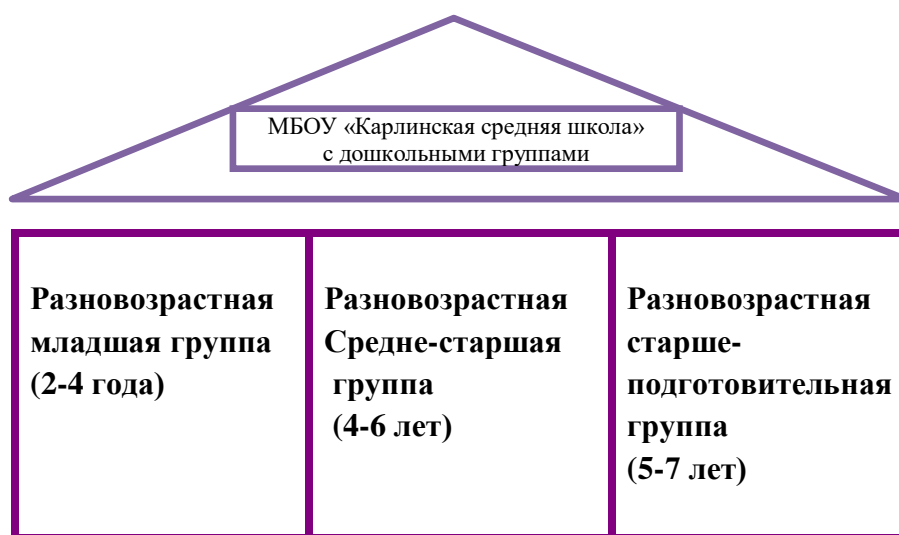 МБОУ «Карлинская средняя школа»
с дошкольными группами
Разновозрастная
младшая группа
(2-4 года)
Разновозрастная
Средне-старшая
группа
(4-6 лет)
Разновозрастная
старше-
подготовительная
группа
(5-7 лет)